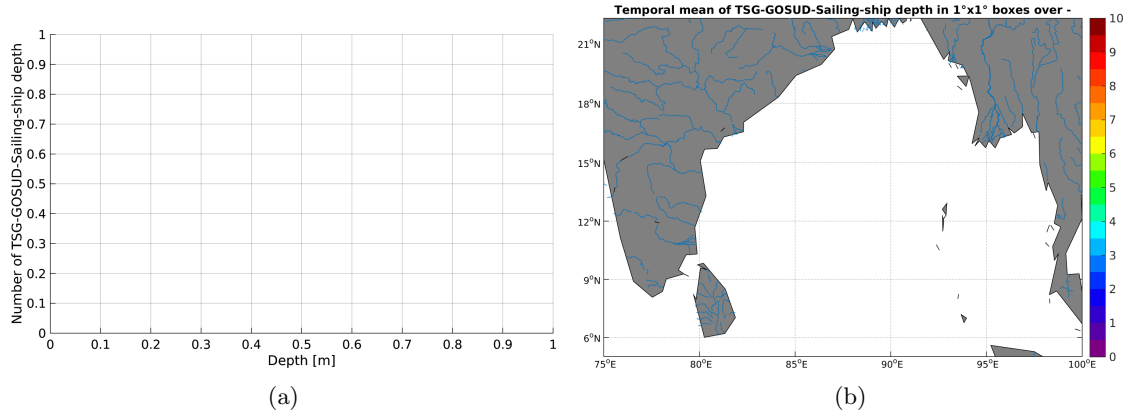 Number of TSG-GOSUD-Sailing-ship depth
1
0.9
0.8
0.7
0.6
0.5
0.4
0.3
0.2
0.1
0
0 0.1 0.2 0.3 0.4 0.5 0.6 0.7 0.8 0.9 1
Depth [m]
(a)
Temporal mean of TSG-GOSUD-Sailing-ship depth in 1°x1° boxes over -
21°N
18°N
15°N
12°N
9°N
6°N
75°E 80°E 85°E 90°E 95°E 100°E
10
9
8
7
6
5
4
3
2
1
0
(b)